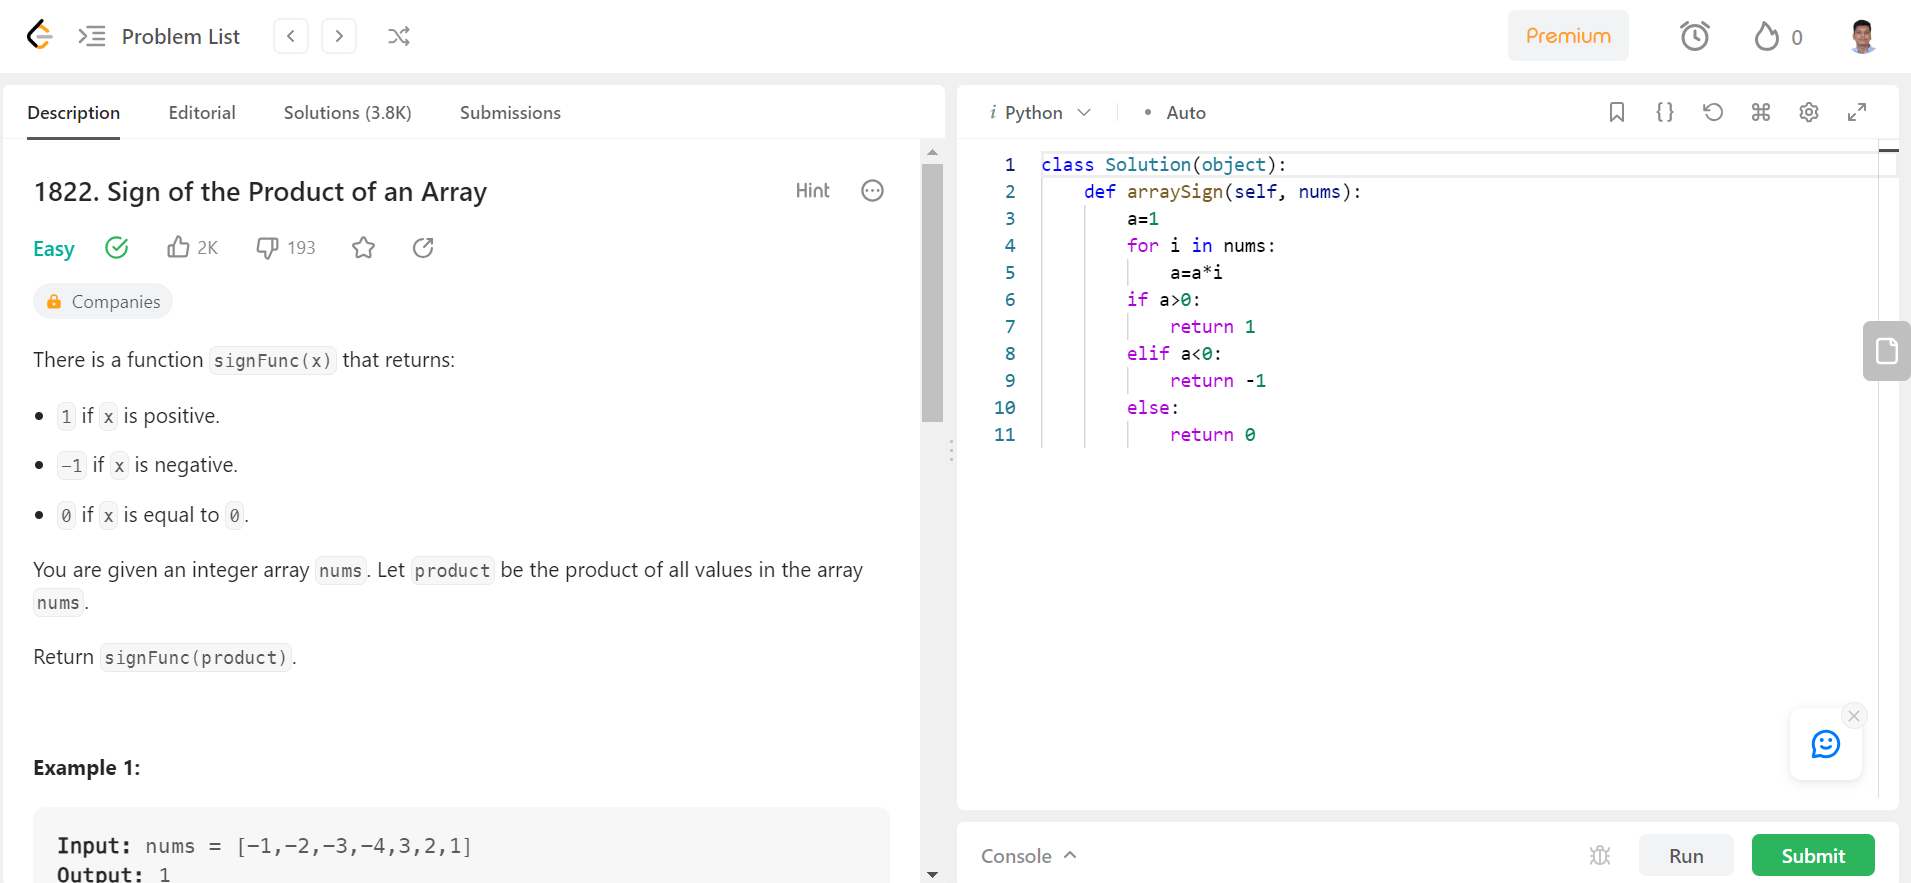 Problem List
Premium
0
Description Editorial Solutions (3.8K) Submissions
1822. Sign of the Product of an Array
Hint
Easy 2K 193
Companies
There is a function signFunc(x) that returns:
• 1 if x is positive.
• -1 if x is negative.
• 0 if x is equal to 0.
You are given an integer array nums. Let product be the product of all values in the array
nums.
Return signFunc(product).
Example 1:
Input: nums = [-1,-2,-3,-4,3,2,1]
Output: 1
i Python • Auto
{}
1 class Solution(object):
2 def arraySign(self, nums):
3 a=1
4 for i in nums:
5 a=a*i
6 if a>0:
7 return 1
8 elif a<0:
9 return -1
10 else:
11 return 0
Console
Run
Submit